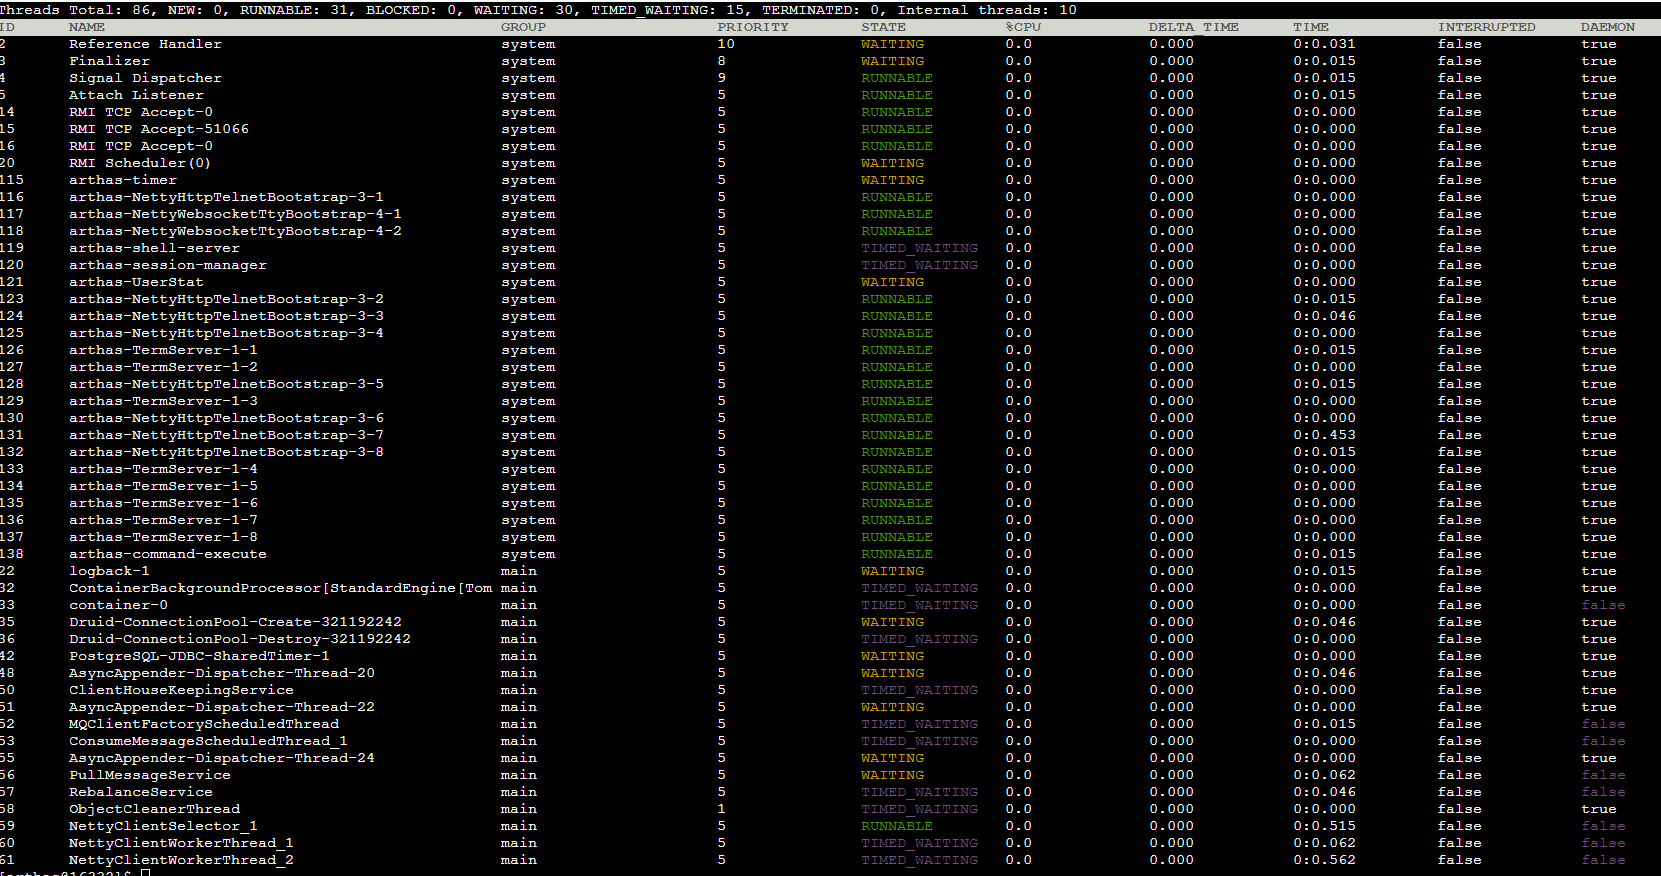 Threads Total: 86, NEW: 0, RUNNABLE: 31, BLOCKED: 0, WAITING: 30, TIMED_WAITING: 15, TERMINATED: 0, Internal threads: 10
ID NAME GROUP PRIORITY STATE %CPU DELTA_TIME TIME INTERRUPTED DAEMON
2 Reference Handler system 10 WAITING 0.0 0.000 0:0.031 false true
3 Finalizer system 8 WAITING 0.0 0.000 0:0.015 false true
4 Signal Dispatcher system 9 RUNNABLE 0.0 0.000 0:0.015 false true
5 Attach Listener system 5 RUNNABLE 0.0 0.000 0:0.015 false true
14 RMI TCP Accept-0 system 5 RUNNABLE 0.0 0.000 0:0.000 false true
15 RMI TCP Accept-51066 system 5 RUNNABLE 0.0 0.000 0:0.000 false true
16 RMI TCP Accept-0 system 5 RUNNABLE 0.0 0.000 0:0.000 false true
20 RMI Scheduler(0) system 5 WAITING 0.0 0.000 0:0.000 false true
115 arthas-timer system 5 WAITING 0.0 0.000 0:0.000 false true
116 arthas-NettyHttpTelnetBootstrap-3-1 system 5 RUNNABLE 0.0 0.000 0:0.000 false true
117 arthas-NettyWebsocketTtyBootstrap-4-1 system 5 RUNNABLE 0.0 0.000 0:0.000 false true
118 arthas-NettyWebsocketTtyBootstrap-4-2 system 5 RUNNABLE 0.0 0.000 0:0.000 false true
119 arthas-shell-server system 5 TIMED_WAITING 0.0 0.000 0:0.000 false true
120 arthas-session-manager system 5 TIMED_WAITING 0.0 0.000 0:0.000 false true
121 arthas-UserStat system 5 WAITING 0.0 0.000 0:0.000 false true
123 arthas-NettyHttpTelnetBootstrap-3-2 system 5 RUNNABLE 0.0 0.000 0:0.015 false true
124 arthas-NettyHttpTelnetBootstrap-3-3 system 5 RUNNABLE 0.0 0.000 0:0.046 false true
125 arthas-NettyHttpTelnetBootstrap-3-4 system 5 RUNNABLE 0.0 0.000 0:0.000 false true
126 arthas-TermServer-1-1 system 5 RUNNABLE 0.0 0.000 0:0.015 false true
127 arthas-TermServer-1-2 system 5 RUNNABLE 0.0 0.000 0:0.000 false true
128 arthas-NettyHttpTelnetBootstrap-3-5 system 5 RUNNABLE 0.0 0.000 0:0.015 false true
129 arthas-TermServer-1-3 system 5 RUNNABLE 0.0 0.000 0:0.000 false true
130 arthas-NettyHttpTelnetBootstrap-3-6 system 5 RUNNABLE 0.0 0.000 0:0.000 false true
131 arthas-NettyHttpTelnetBootstrap-3-7 system 5 RUNNABLE 0.0 0.000 0:0.453 false true
132 arthas-NettyHttpTelnetBootstrap-3-8 system 5 RUNNABLE 0.0 0.000 0:0.015 false true
133 arthas-TermServer-1-4 system 5 RUNNABLE 0.0 0.000 0:0.000 false true
134 arthas-TermServer-1-5 system 5 RUNNABLE 0.0 0.000 0:0.000 false true
135 arthas-TermServer-1-6 system 5 RUNNABLE 0.0 0.000 0:0.000 false true
136 arthas-TermServer-1-7 system 5 RUNNABLE 0.0 0.000 0:0.000 false true
137 arthas-TermServer-1-8 system 5 RUNNABLE 0.0 0.000 0:0.000 false true
138 arthas-command-execute system 5 RUNNABLE 0.0 0.000 0:0.015 false true
22 logback-1 main 5 WAITING 0.0 0.000 0:0.015 false true
32 ContainerBackgroundProcessor[StandardEngine[Tom main 5 TIMED_WAITING 0.0 0.000 0:0.000 false true
33 container-0 main 5 TIMED_WAITING 0.0 0.000 0:0.000 false false
35 Druid-ConnectionPool-Create-321192242 main 5 WAITING 0.0 0.000 0:0.046 false true
36 Druid-ConnectionPool-Destroy-321192242 main 5 TIMED_WAITING 0.0 0.000 0:0.000 false true
42 PostgreSQL-JDBC-SharedTimer-1 main 5 WAITING 0.0 0.000 0:0.000 false true
48 AsyncAppender-Dispatcher-Thread-20 main 5 WAITING 0.0 0.000 0:0.046 false true
50 ClientHouseKeepingService main 5 TIMED_WAITING 0.0 0.000 0:0.000 false true
51 AsyncAppender-Dispatcher-Thread-22 main 5 WAITING 0.0 0.000 0:0.000 false true
52 MQClientFactoryScheduledThread main 5 TIMED_WAITING 0.0 0.000 0:0.015 false false
53 ConsumeMessageScheduledThread_1 main 5 TIMED_WAITING 0.0 0.000 0:0.000 false false
55 AsyncAppender-Dispatcher-Thread-24 main 5 WAITING 0.0 0.000 0:0.000 false true
56 PullMessageService main 5 WAITING 0.0 0.000 0:0.062 false false
57 RebalanceService main 5 TIMED_WAITING 0.0 0.000 0:0.046 false false
58 ObjectCleanerThread main 1 TIMED_WAITING 0.0 0.000 0:0.000 false true
59 NettyClientSelector_1 main 5 RUNNABLE 0.0 0.000 0:0.515 false false
60 NettyClientWorkerThread_1 main 5 TIMED_WAITING 0.0 0.000 0:0.062 false false
61 NettyClientWorkerThread_2 main 5 TIMED_WAITING 0.0 0.000 0:0.562 false false